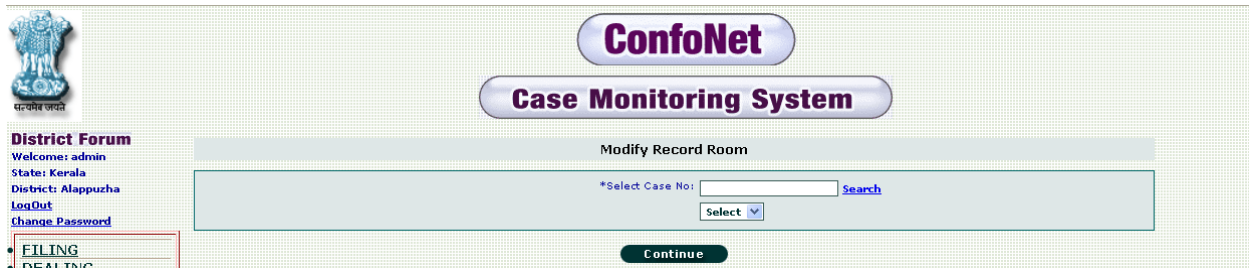 ConfoNet
Case Monitoring System
सत्यमेव जयते
District Forum
Welcome: admin
State: Kerala
District: Alappuzha
LogOut
Change Password
FILING
DEALING
Modify Record Room
*Select Case No: Search
Select
Continue